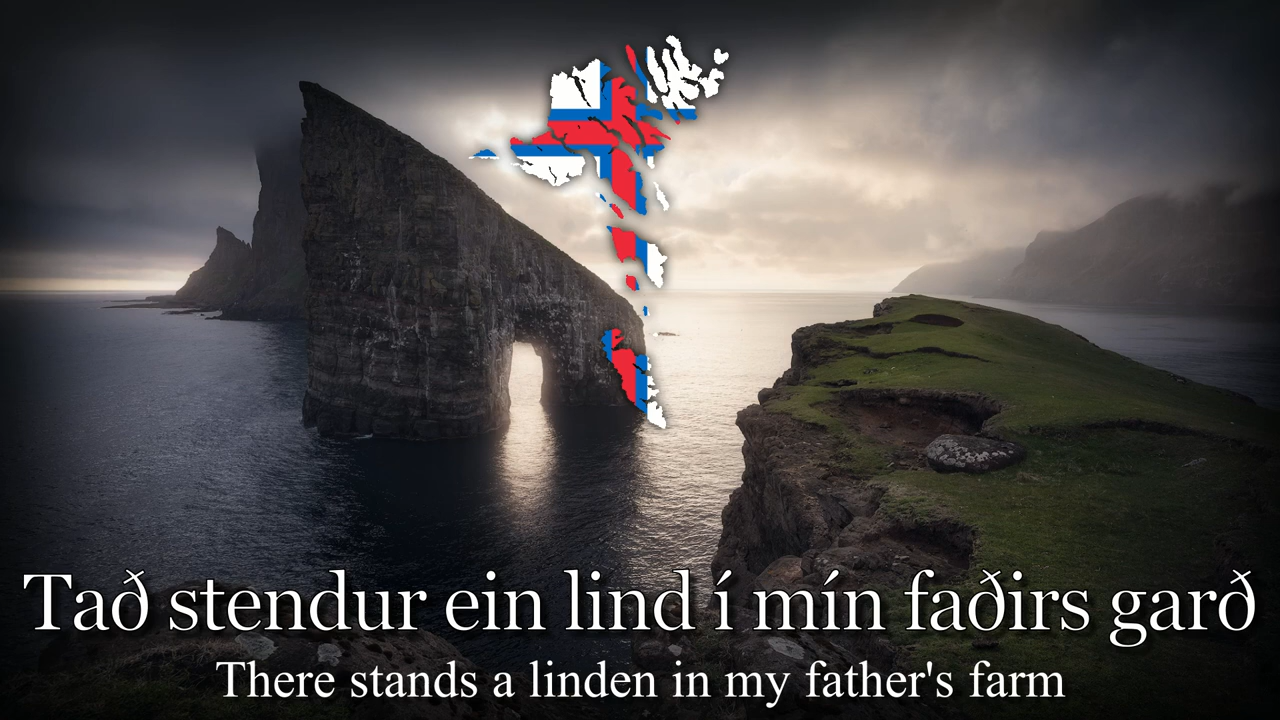 Tað stendur ein lind í mín faðirs garð
There stands a linden in my father's farm